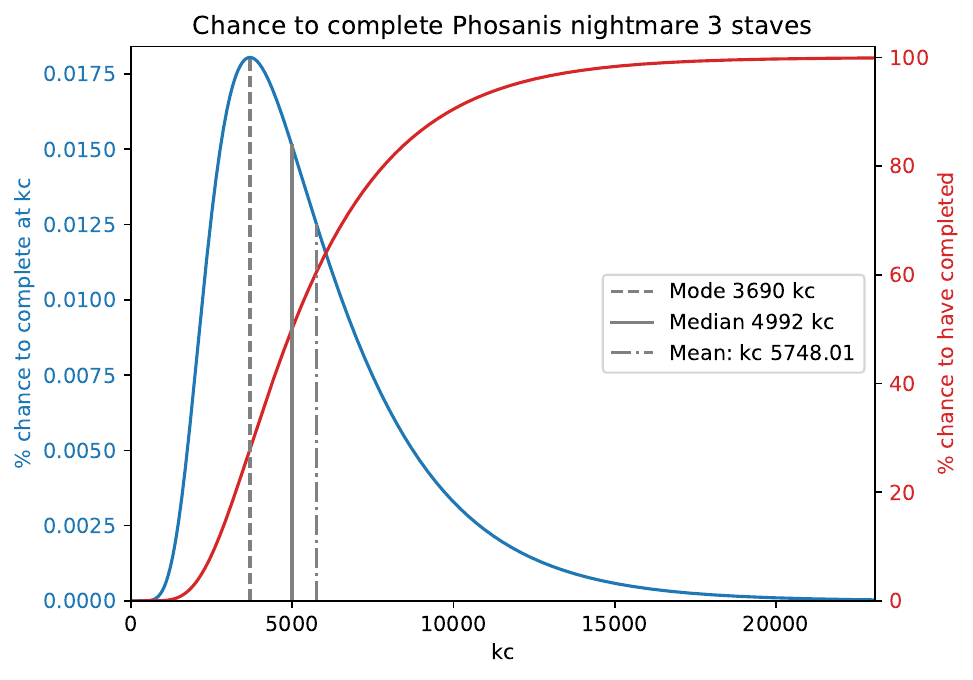 Chance to complete Phosanis nightmare 3 staves
% chance to complete at kc
0.0175
0.0150
0.0125
0.0100
0.0075
0.0050
0.0025
0.0000
0
5000
10000
15000
20000
kc
Mode 3690 kc
Median 4992 kc
Mean: kc 5748.01
100
80
60
40
20
0
% chance to have completed